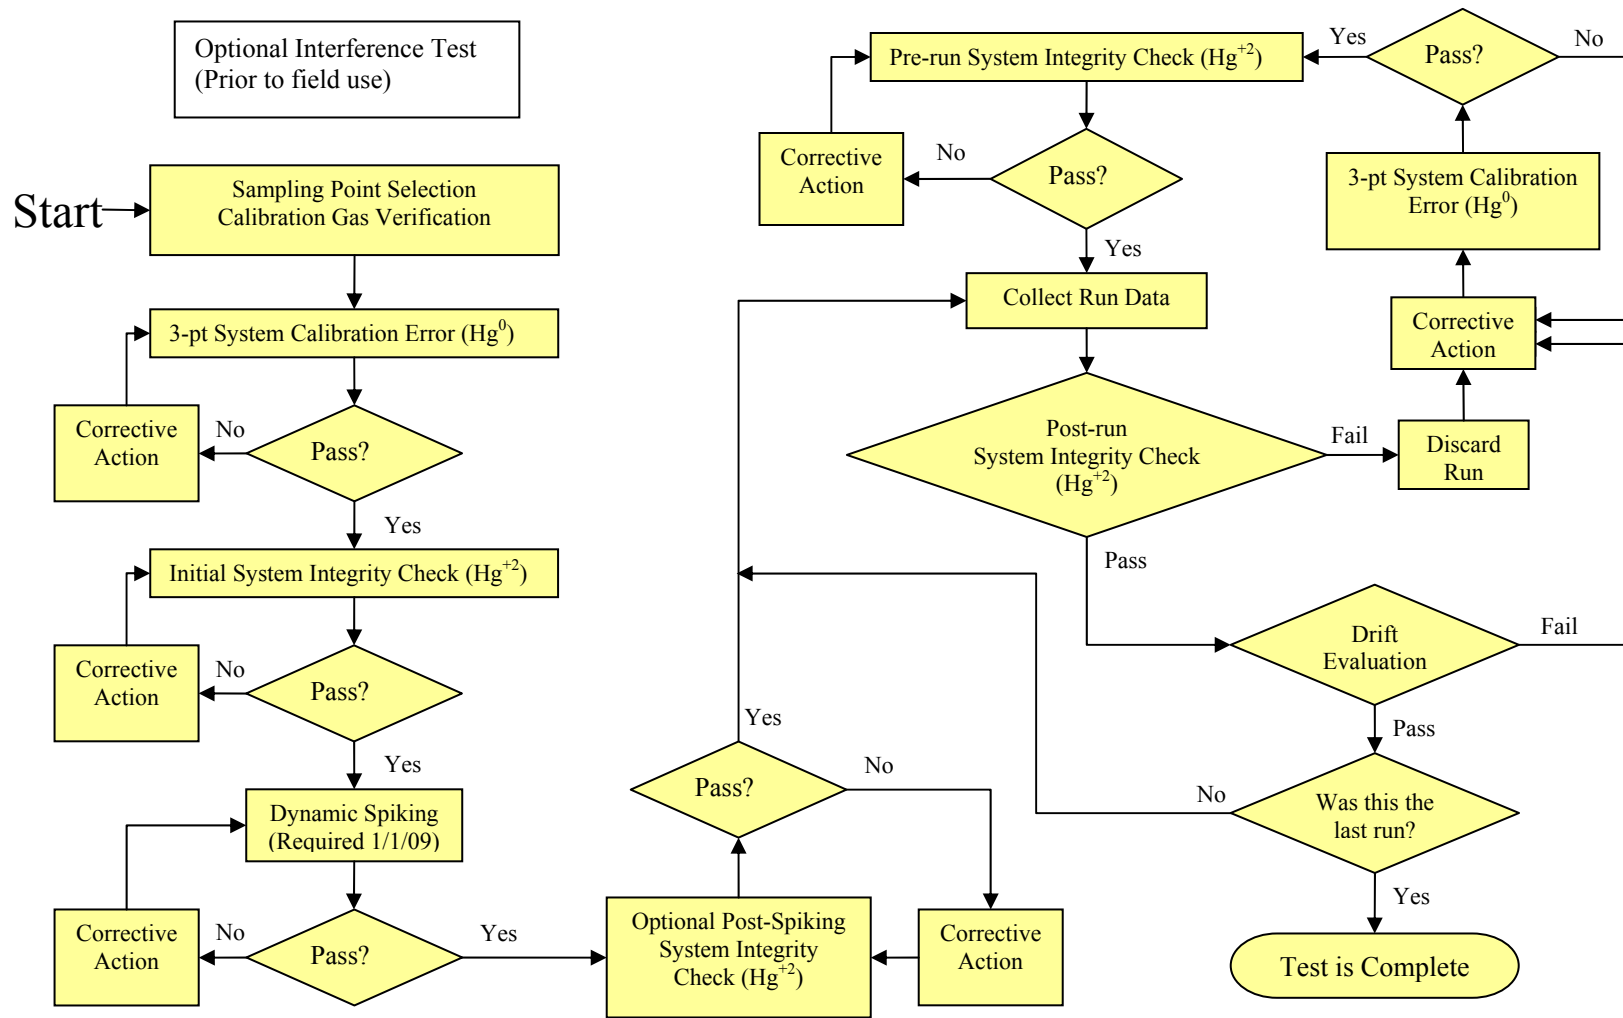 Optional Interference Test
(Prior to field use)
Start
Sampling Point Selection
Calibration Gas Verification
3-pt System Calibration Error (Hg⁰)
Corrective
Action
No
Pass?
Yes
Initial System Integrity Check (Hg⁺²)
Corrective
Action
No
Pass?
Yes
Dynamic Spiking
(Required 1/1/09)
Corrective
Action
No
Pass?
Yes
Optional Post-Spiking
System Integrity
Check (Hg⁺²)
Corrective
Action
Pass?
No
Yes
Pre-run System Integrity Check (Hg⁺²)
Corrective
Action
No
Pass?
Yes
Collect Run Data
Post-run
System Integrity Check
(Hg⁺²)
Fail
Discard
Run
Corrective
Action
3-pt System Calibration
Error (Hg⁰)
Pass?
Yes
No
Pass
Drift
Evaluation
Fail
Pass
Was this the
last run?
No
Yes
Test is Complete